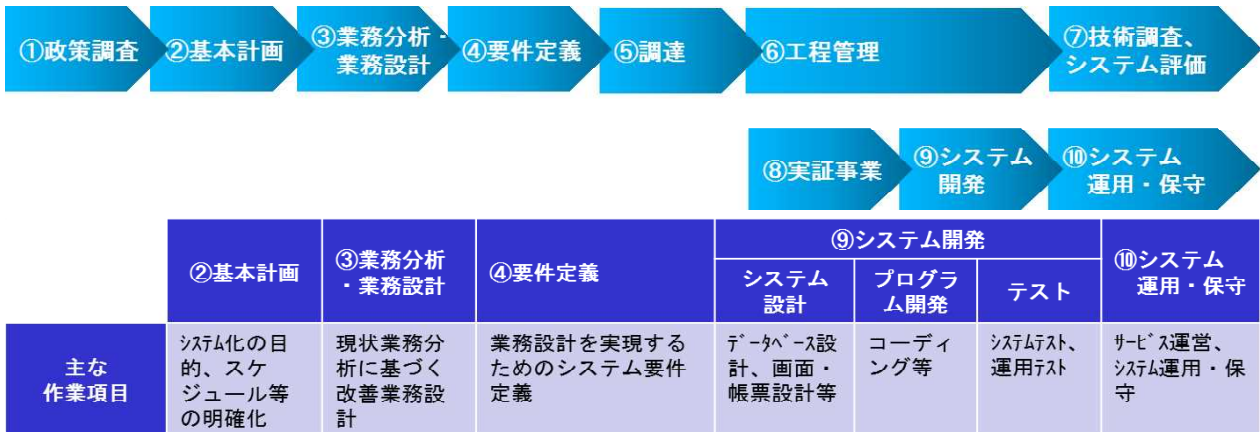 ①政策調査
②基本計画
③業務分析・
業務設計
④要件定義
⑤調達
⑥工程管理
⑦技術調査、
システム評価
⑧実証事業
⑨システム
開発
⑩システム
運用・保守
②基本計画
③業務分析
・業務設計
④要件定義
⑨システム開発
システム
設計
プログラ
ム開発
テスト
⑩システム
運用・保守
主な
作業項目
ｼｽﾃﾑ化の目
的、スケ
ジュール等
の明確化
現状業務分
析に基づく
改善業務設
計
業務設計を実現する
ためのシステム要件
定義
ﾃﾞｰﾀﾍﾞｰｽ設
計、画面・
帳票設計等
コーディ
ング等
ｼｽﾃﾑﾃｽﾄ、
運用ﾃｽﾄ
ｻｰﾋﾞｽ運営、
ｼｽﾃﾑ運用・保
守